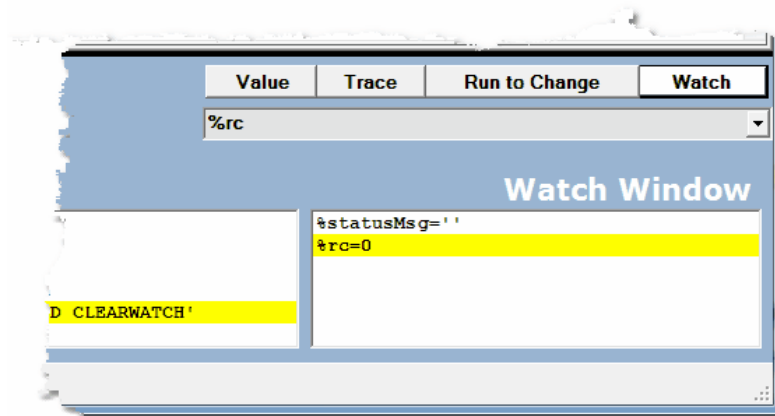 Value Trace Run to Change Watch
%rc
Watch Window
%statusMsg=''
%rc=0
D CLEARWATCH'